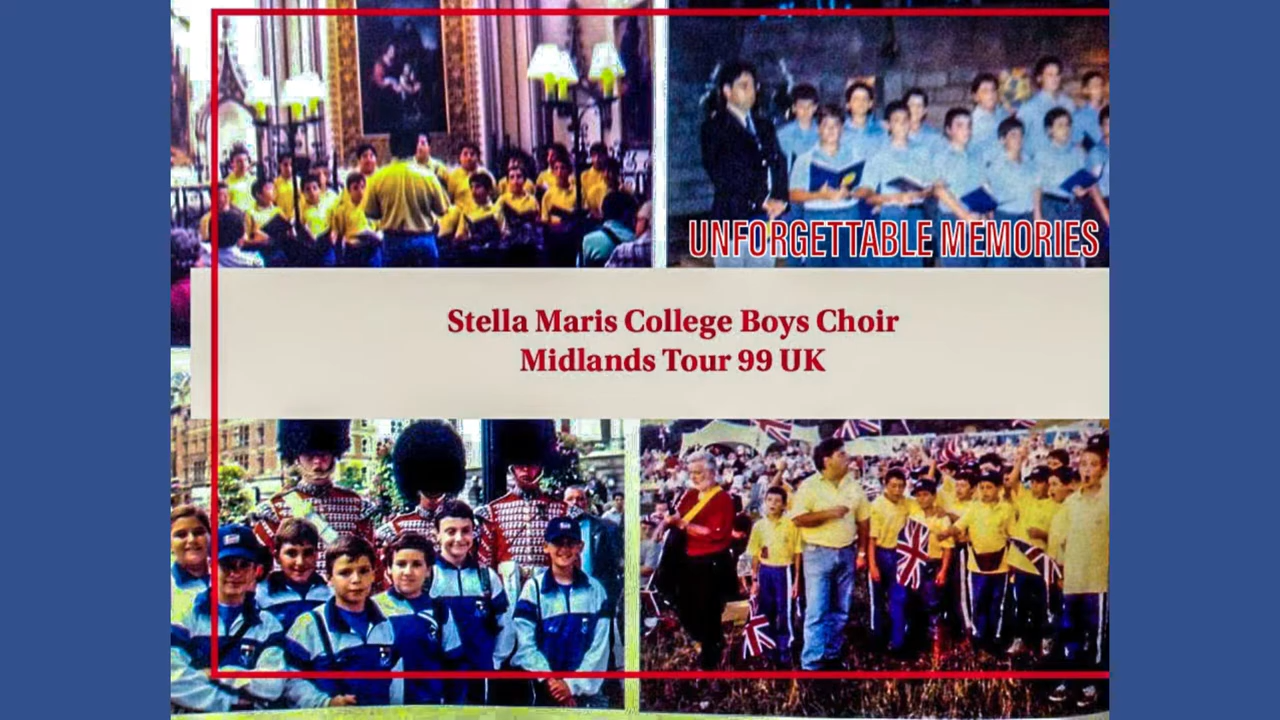 UNFORGETTABLE MEMORIES
Stella Maris College Boys Choir
Midlands Tour 99 UK